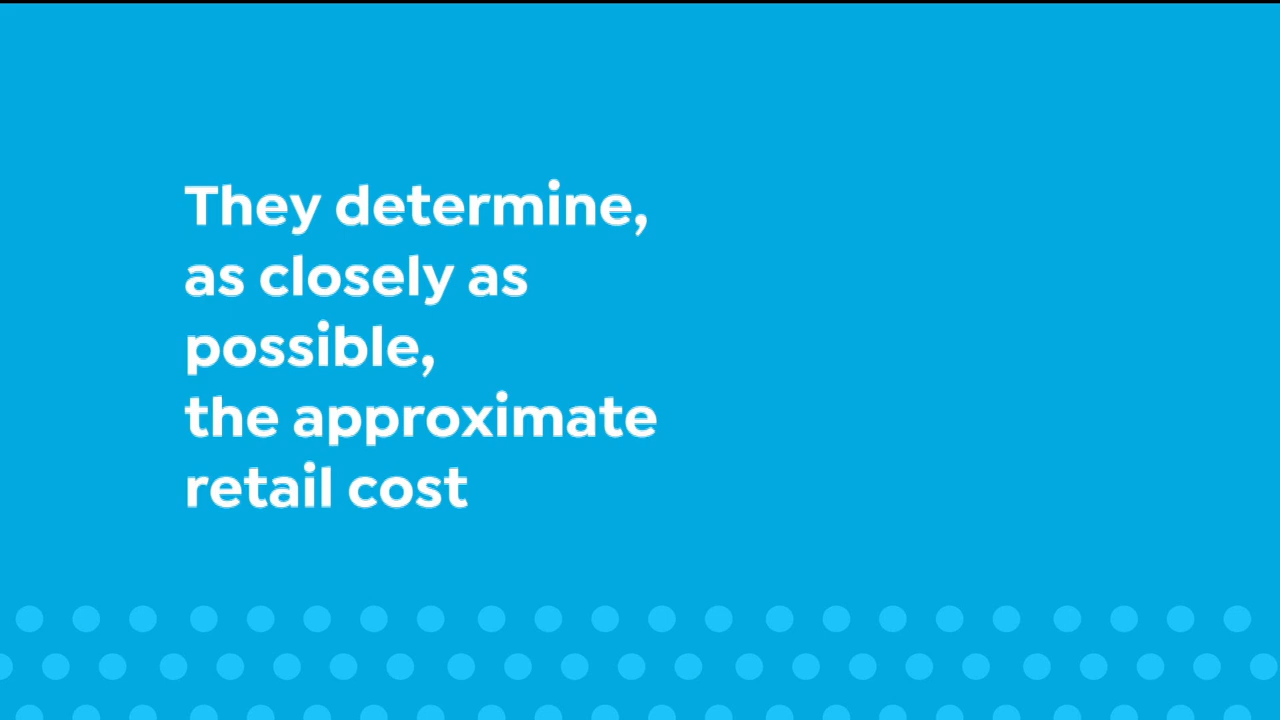 They determine,
as closely as
possible,
the approximate
retail cost